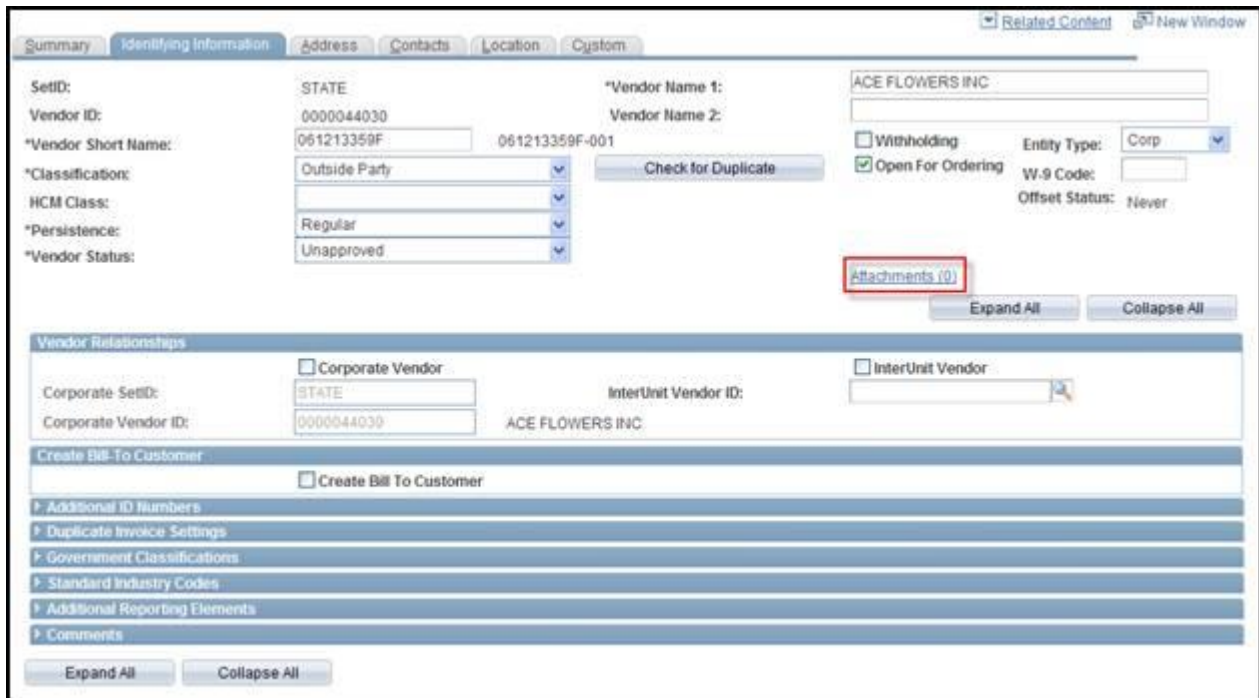 Related Content New Window
Summary Identifying Information Address Contacts Location Custom
SetID: STATE *Vendor Name 1: ACE FLOWERS INC
Vendor ID: 0000044030 Vendor Name 2:
*Vendor Short Name: 061213359F 061213359F-001 Withholding Entity Type: Corp
*Classification: Outside Party Check for Duplicate Open For Ordering W-9 Code:
HCM Class: Offset Status: Never
*Persistence: Regular
*Vendor Status: Unapproved
Attachments (0)
Expand All Collapse All
Vendor Relationships
Corporate Vendor InterUnit Vendor
Corporate SetID: STATE InterUnit Vendor ID:
Corporate Vendor ID: 0000044030 ACE FLOWERS INC
Create Bill-To Customer
Create Bill To Customer
Additional ID Numbers
Duplicate Invoice Settings
Government Classifications
Standard Industry Codes
Additional Reporting Elements
Comments
Expand All Collapse All